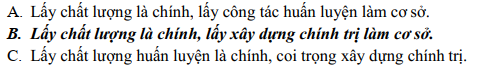 A. Lấy chất lượng là chính, lấy công tác huấn luyện làm cơ sở.
B. Lấy chất lượng là chính, lấy xây dựng chính trị làm cơ sở.
C. Lấy chất lượng huấn luyện là chính, coi trọng xây dựng chính trị.